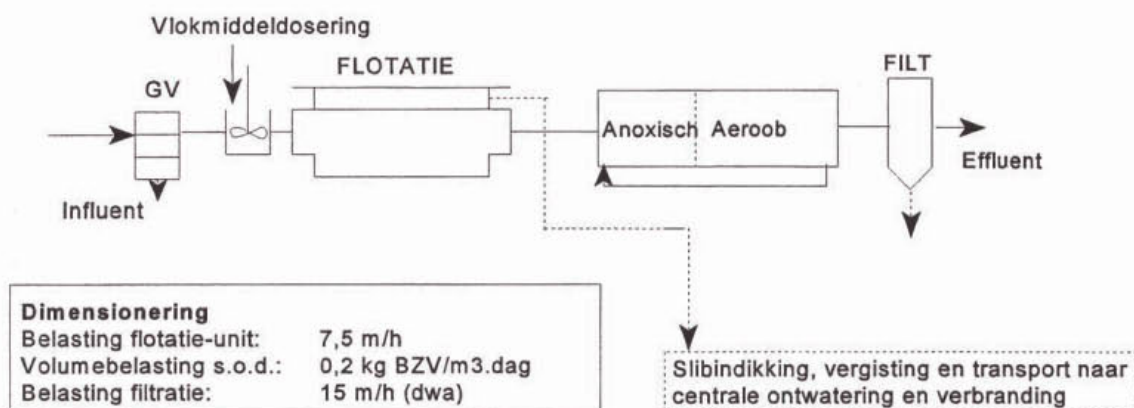 Vlokmiddeldosering
GV
FLOTATIE
FILT
Anoxisch
Aeroob
Influent
Effluent
Dimensionering
Belasting flotatie-unit: 7,5 m/h
Volumebelasting s.o.d.: 0,2 kg BZV/m3.dag
Belasting filtratie: 15 m/h (dwa)
Slibindikking, vergisting en transport naar
centrale ontwatering en verbranding